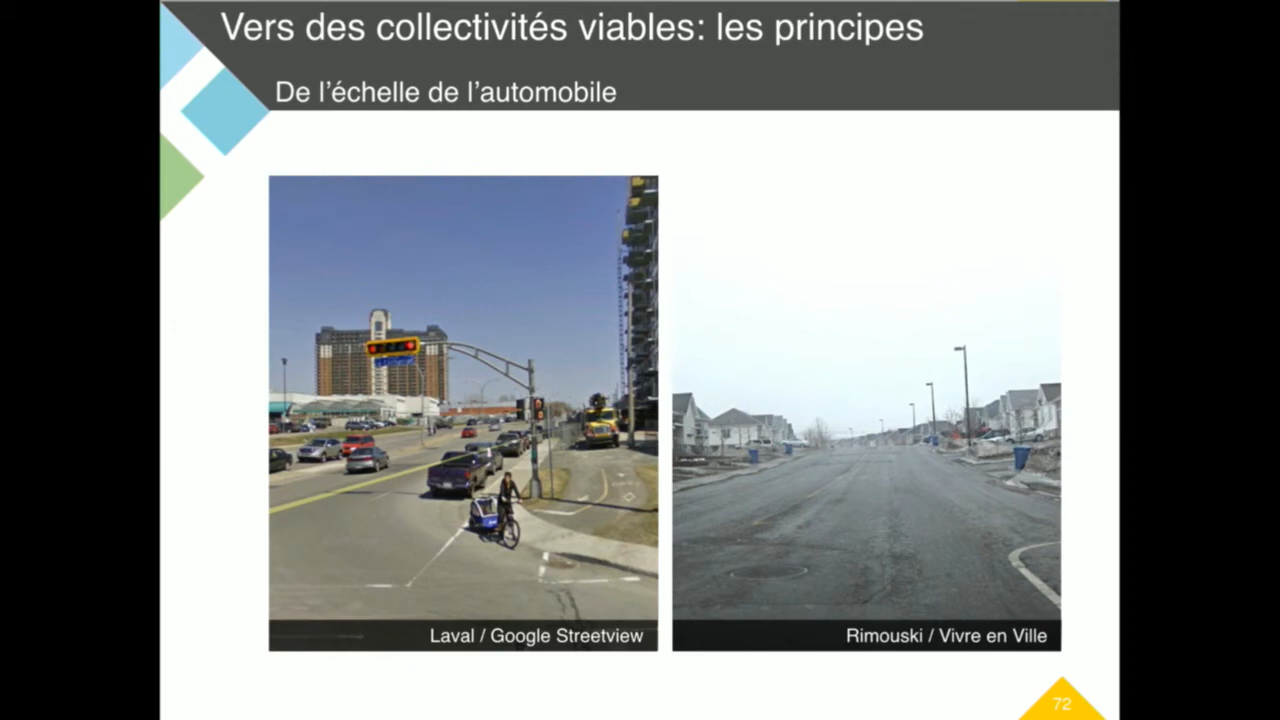 Vers des collectivités viables: les principes
De l’échelle de l’automobile
Laval / Google Streetview
Rimouski / Vivre en Ville
72